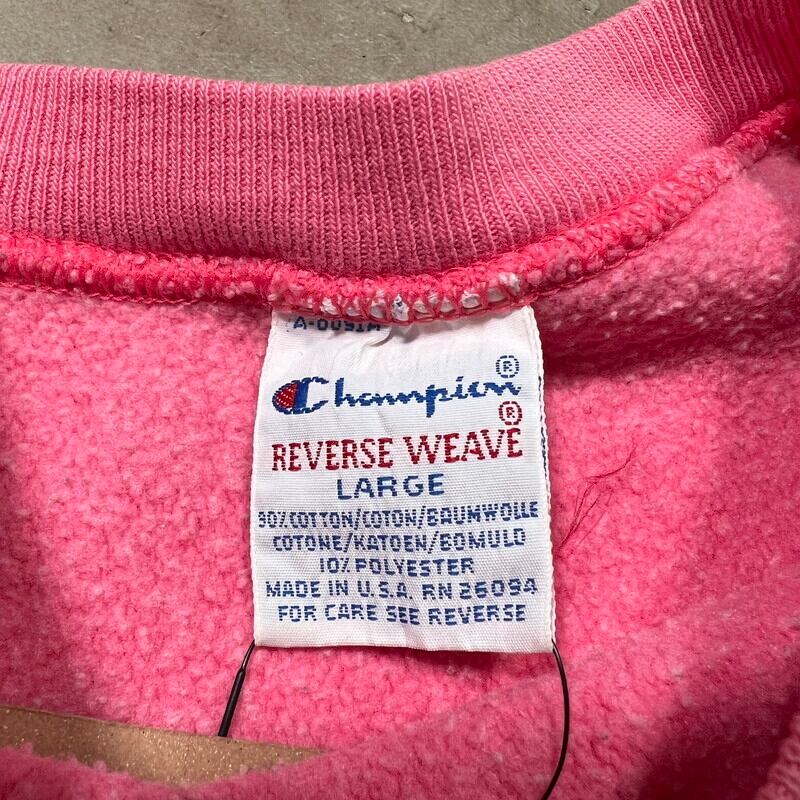 A-0091M
Champion®
REVERSE WEAVE®
LARGE
90% COTTON/COTON/BAUMWOLLE
COTONE/KATOEN/BOMULD
10% POLYESTER
MADE IN U.S.A. RN 26094
FOR CARE SEE REVERSE